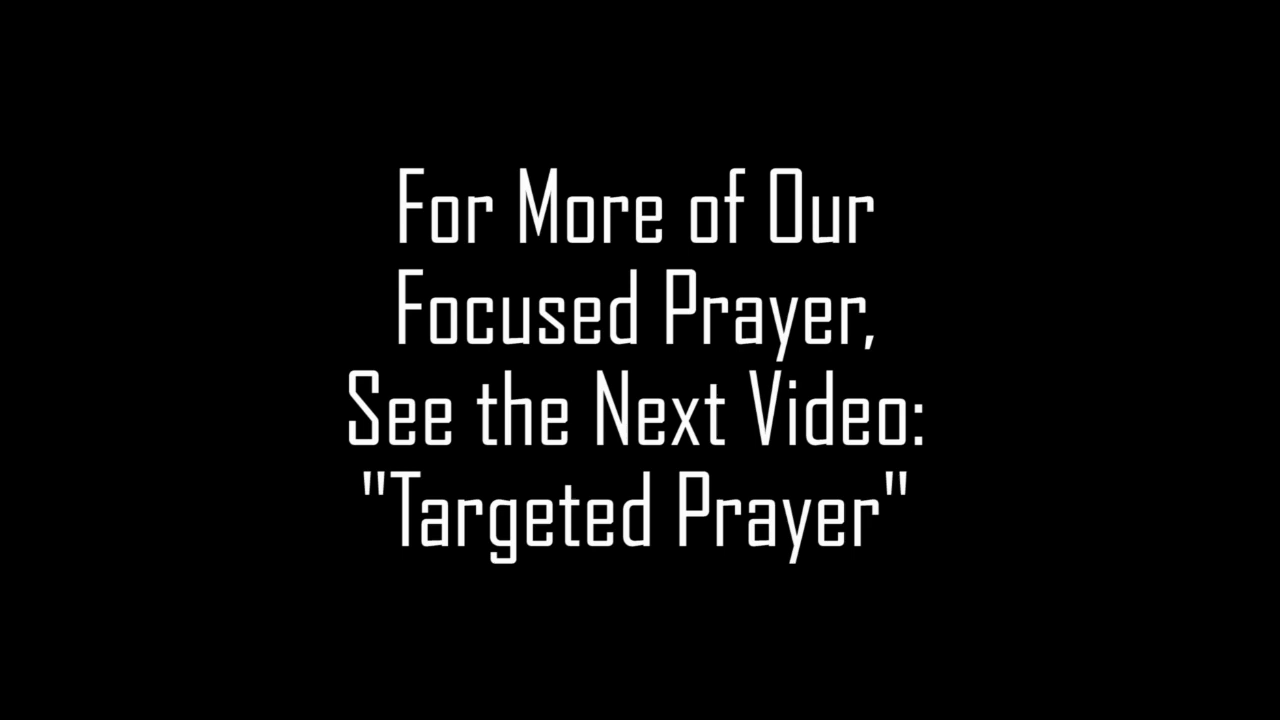 For More of Our
Focused Prayer,
See the Next Video:
"Targeted Prayer"